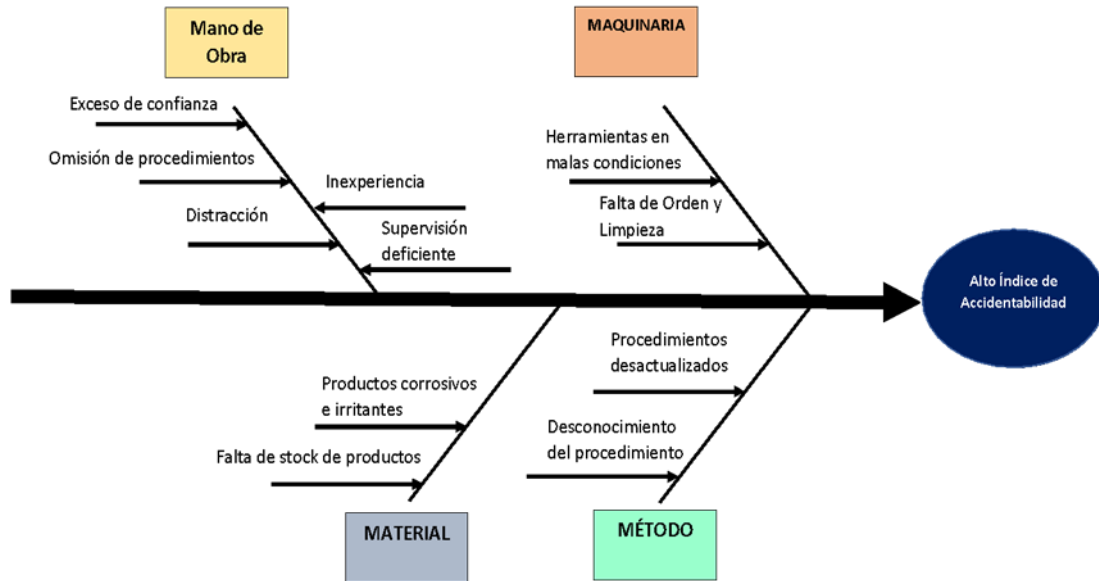 Mano de
Obra
MAQUINARIA
Exceso de confianza
Omisión de procedimientos
Inexperiencia
Distracción
Supervisión
deficiente
Herramientas en
malas condiciones
Falta de Orden y
Limpieza
Alto Índice de
Accidentabilidad
Productos corrosivos
e irritantes
Falta de stock de productos
Procedimientos
desactualizados
Desconocimiento
del procedimiento
MATERIAL
MÉTODO